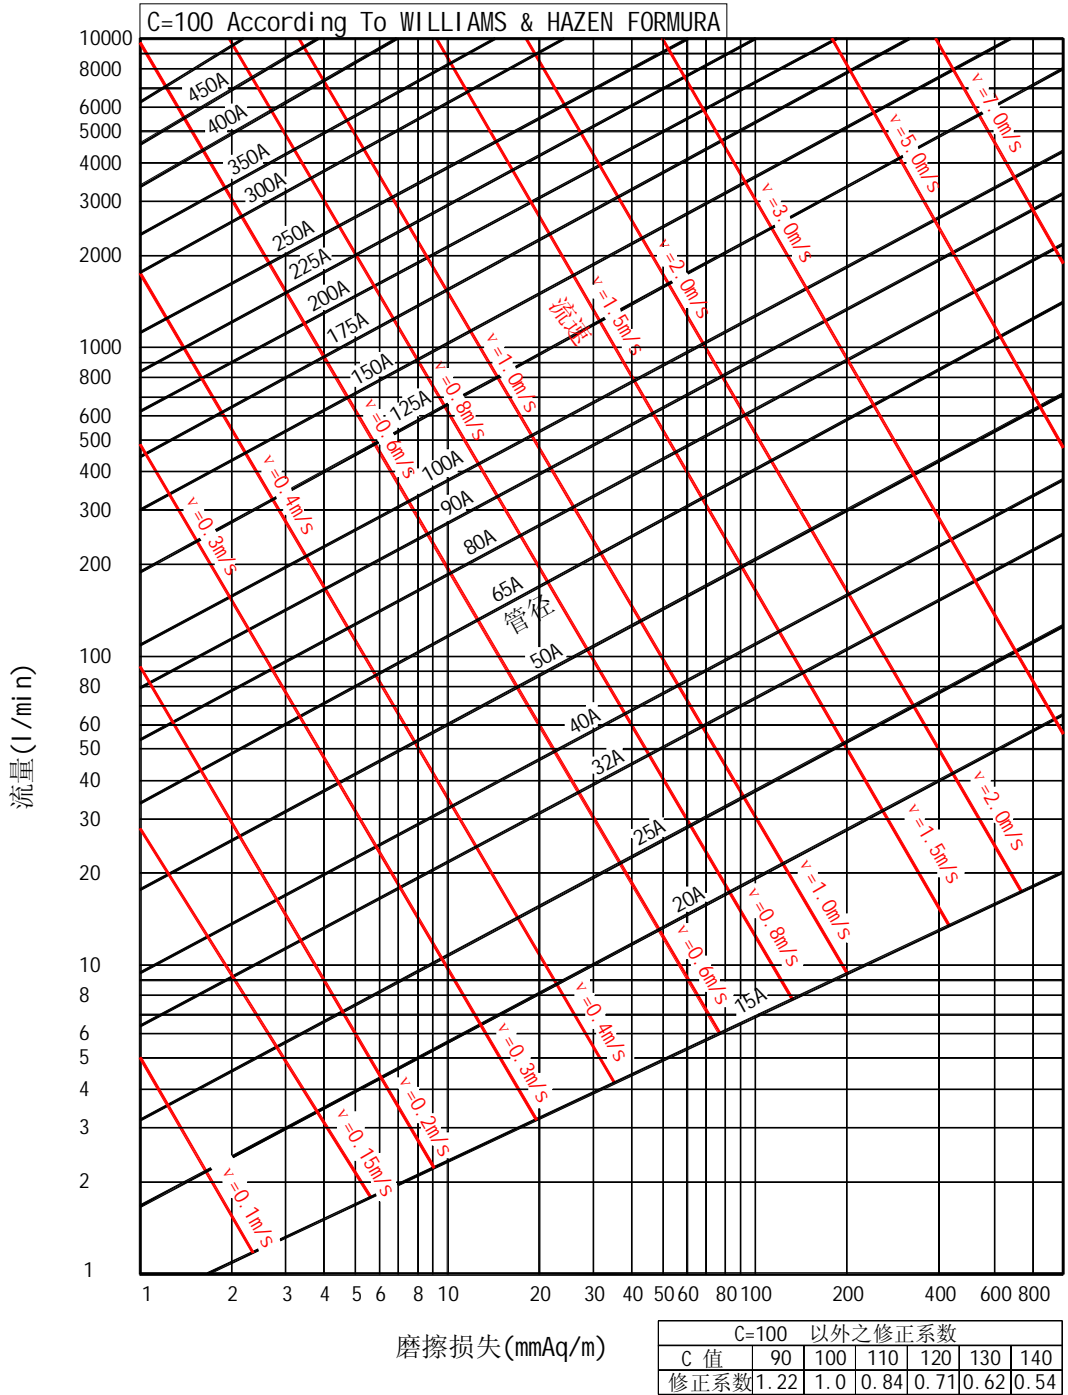 C=100 According To WILLIAMS & HAZEN FORMURA
10000
8000
6000
5000
4000
3000
2000
1000
800
600
500
400
300
200
100
80
60
50
40
30
20
10
8
6
5
4
3
2
1
流量(l/min)
450A
400A
350A
300A
250A
225A
200A
175A
150A
125A
100A
90A
80A
65A
管径
50A
40A
32A
25A
20A
15A
流速
v=7.0m/s
v=5.0m/s
v=3.0m/s
v=2.0m/s
v=1.5m/s
v=1.0m/s
v=0.8m/s
v=0.6m/s
v=0.4m/s
v=0.3m/s
v=2.0m/s
v=1.5m/s
v=1.0m/s
v=0.8m/s
v=0.6m/s
v=0.4m/s
v=0.3m/s
v=0.2m/s
v=0.15m/s
v=0.1m/s
1 2 3 4 5 6 8 10 20 30 40 50 60 80 100 200 400 600 800
磨擦损失(mmAq/m)
C=100 以外之修正系数
C 值 90 100 110 120 130 140
修正系数 1.22 1.0 0.84 0.71 0.62 0.54